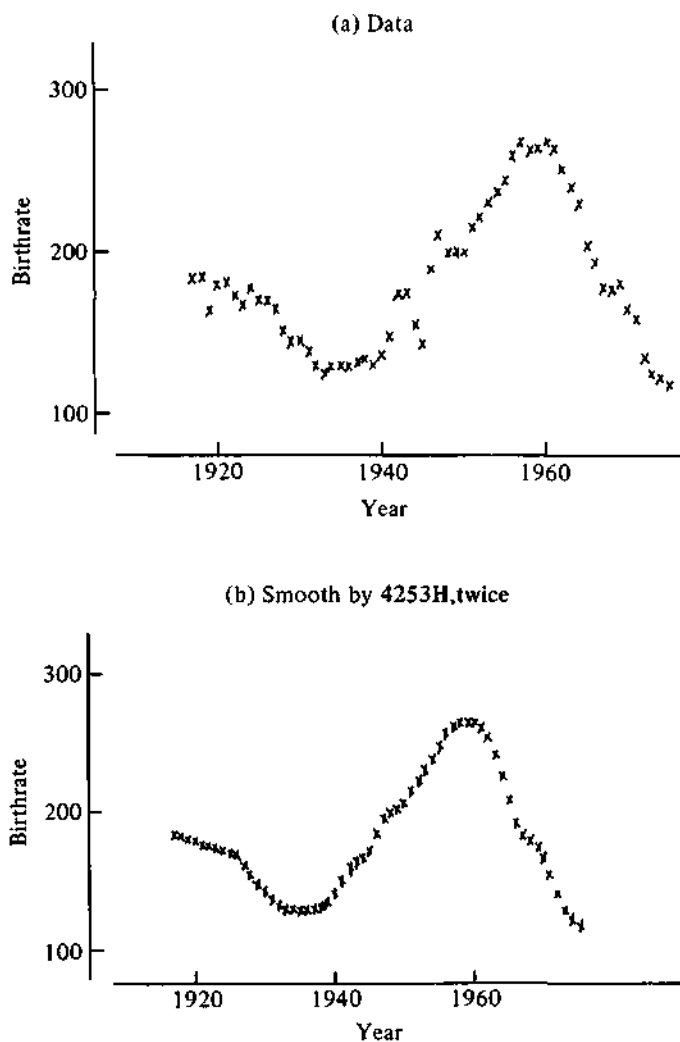 (a) Data
300
200
100
Birthrate
1920 1940 1960
Year
(b) Smooth by 4253H,twice
300
200
100
Birthrate
1920 1940 1960
Year